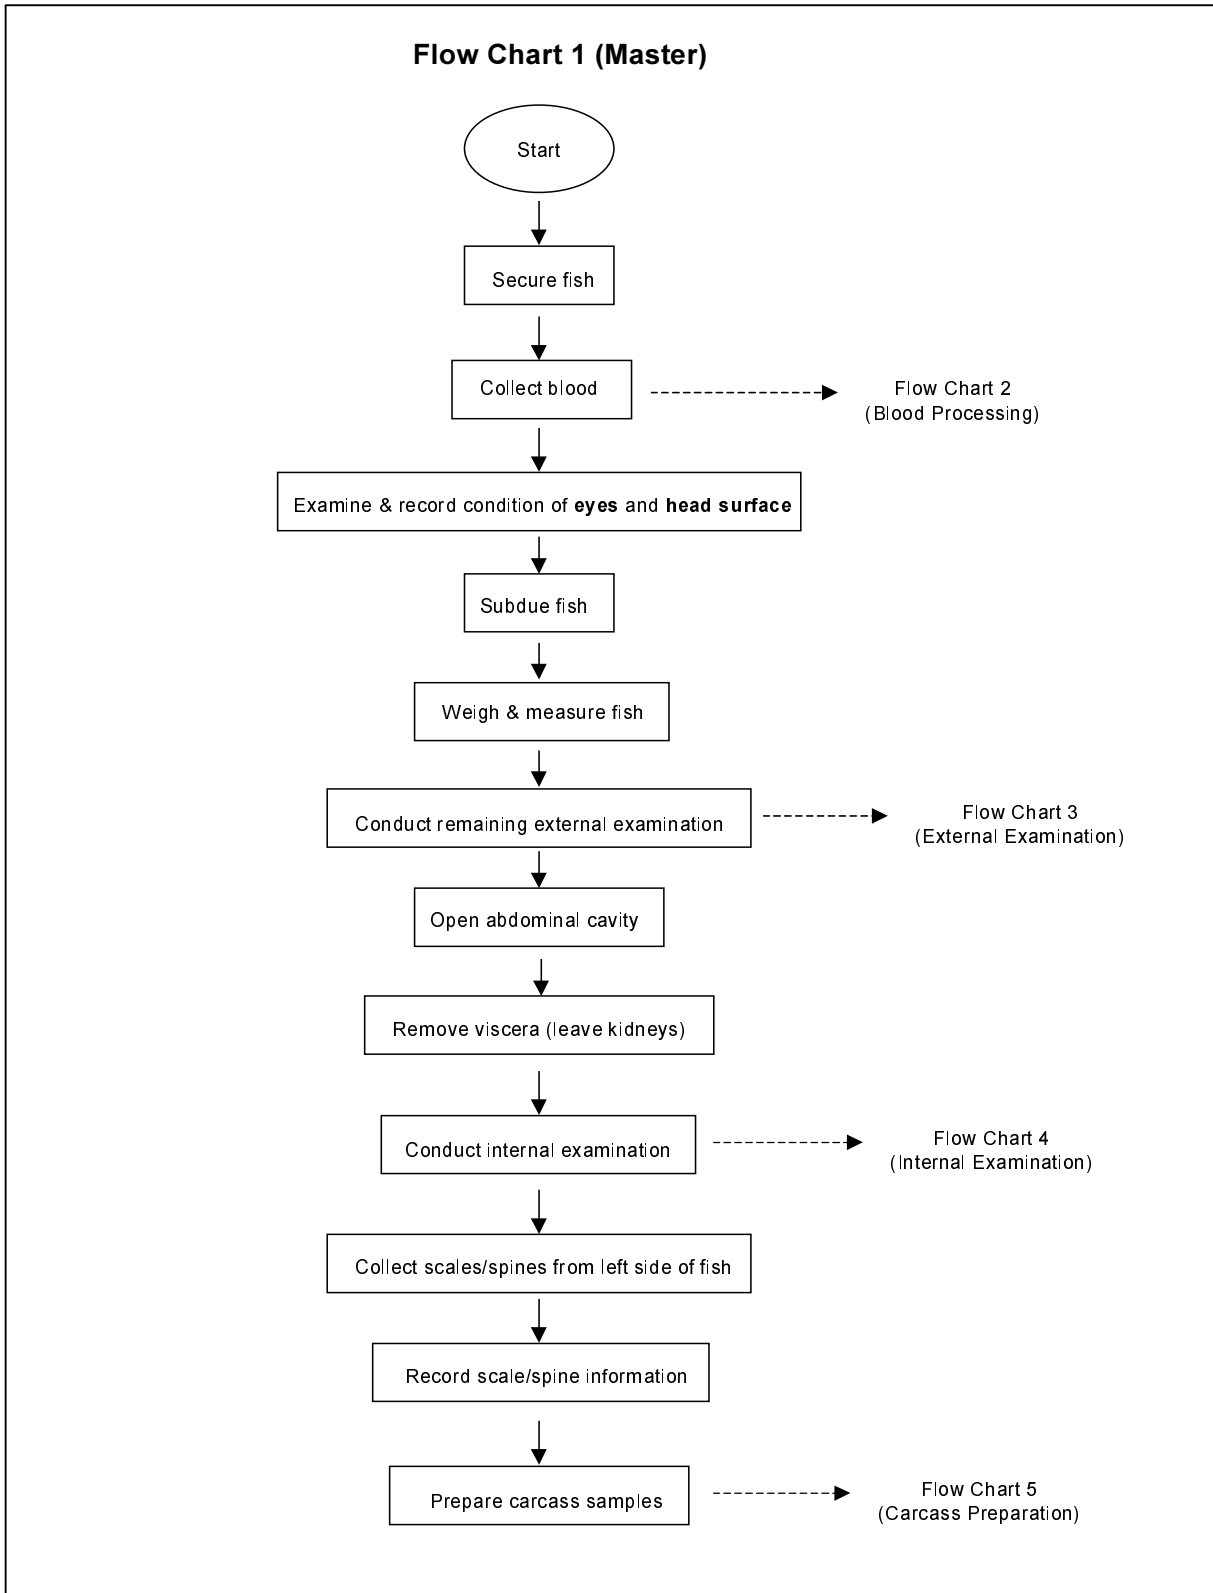 Flow Chart 1 (Master)
Start
Secure fish
Collect blood
Flow Chart 2
(Blood Processing)
Examine & record condition of eyes and head surface
Subdue fish
Weigh & measure fish
Conduct remaining external examination
Flow Chart 3
(External Examination)
Open abdominal cavity
Remove viscera (leave kidneys)
Conduct internal examination
Flow Chart 4
(Internal Examination)
Collect scales/spines from left side of fish
Record scale/spine information
Prepare carcass samples
Flow Chart 5
(Carcass Preparation)